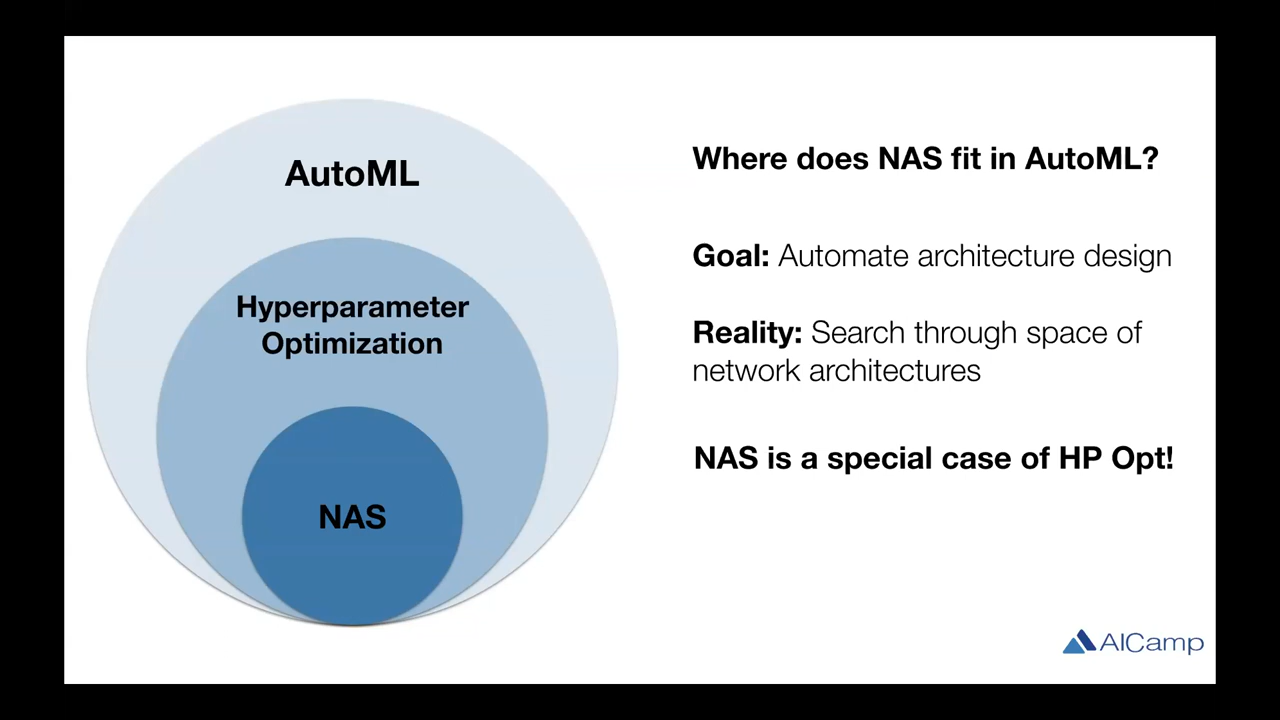 AutoML
Hyperparameter
Optimization
NAS
Where does NAS fit in AutoML?
Goal: Automate architecture design
Reality: Search through space of
network architectures
NAS is a special case of HP Opt!
AICamp